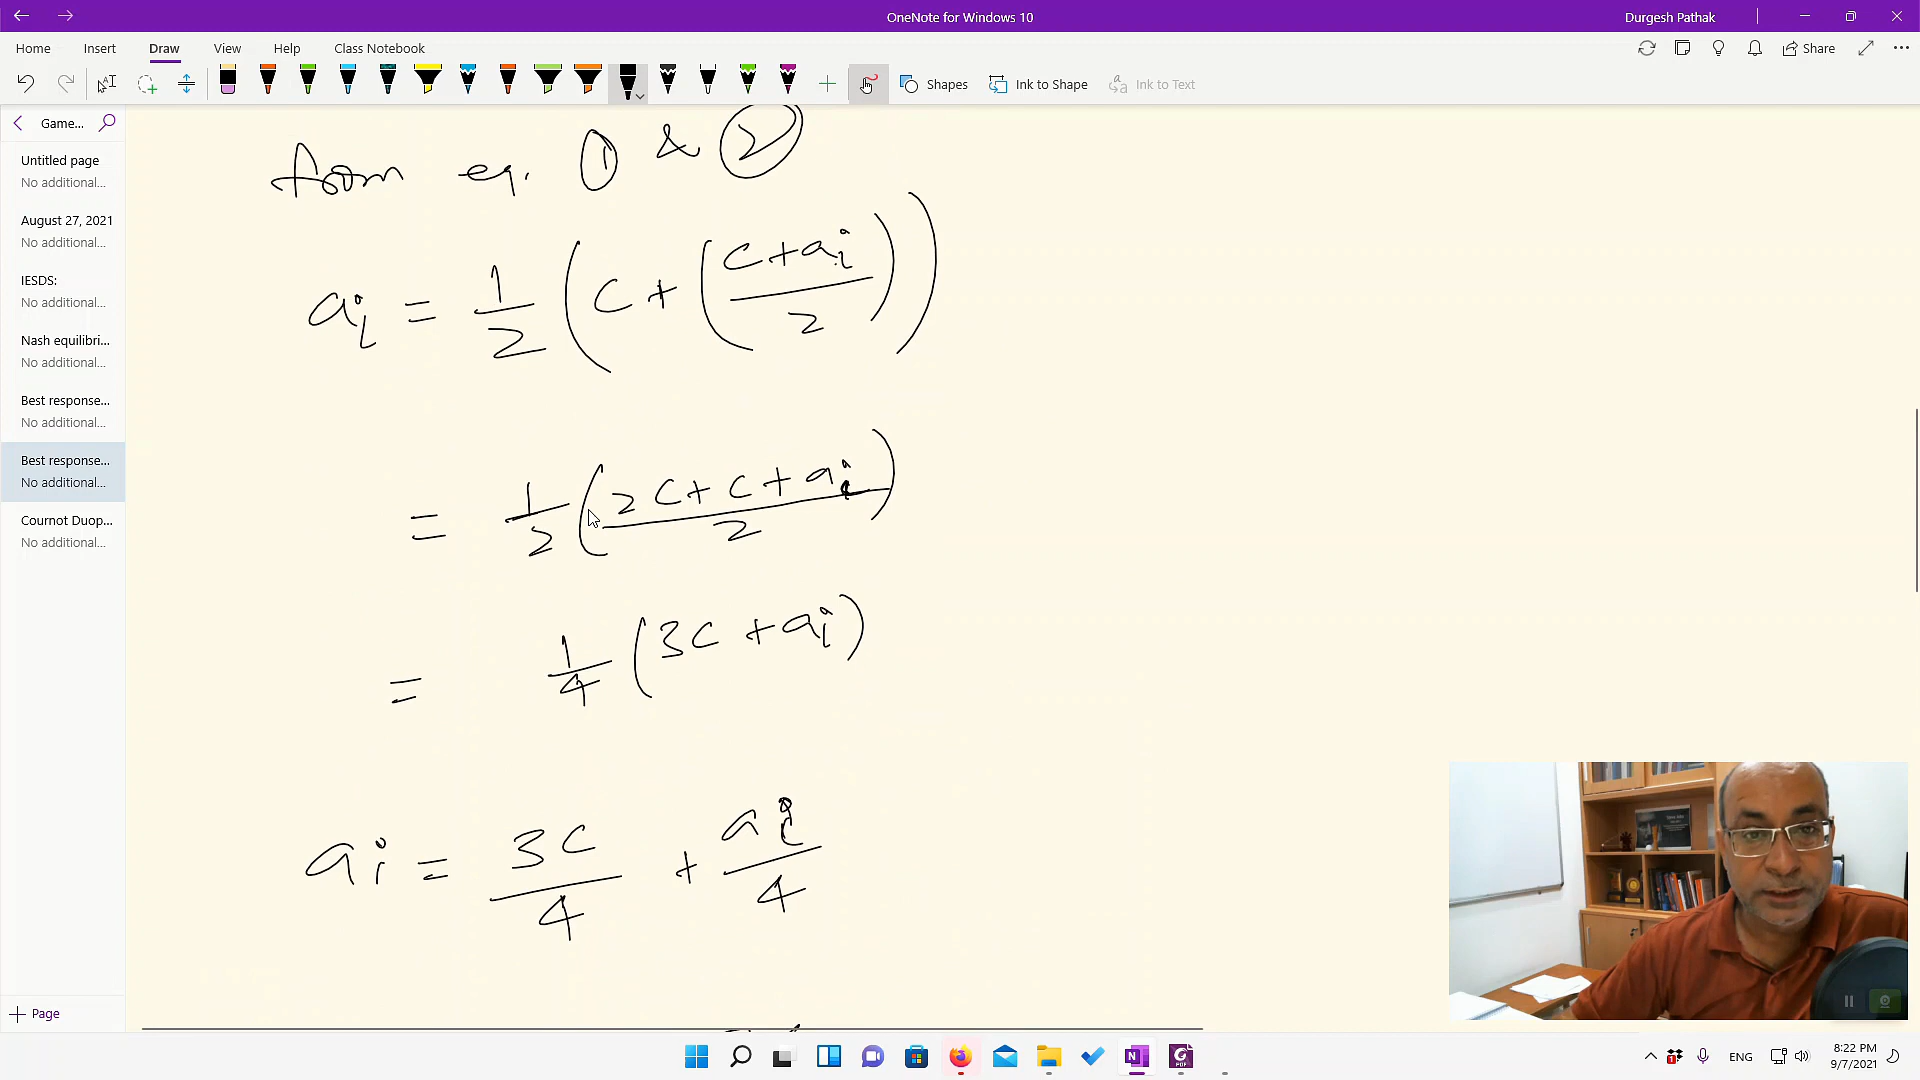 OneNote for Windows 10
Durgesh Pathak
Home Insert Draw View Help Class Notebook
Share
Shapes
Ink to Shape
Ink to Text
Game...
Untitled page
No additional...
August 27, 2021
No additional...
IESDS:
No additional...
Nash equilibri...
No additional...
Best response...
No additional...
Best response...
No additional...
Cournot Duop...
No additional...
Page
from eq. ① & ②
ai = 1/2 (c + ((c+ai)/2))
= 1/2 ((2c+c+ai)/2)
= 1/4 (3c+ai)
ai = 3c/4 + ai/4
ENG
8:22 PM
9/7/2021